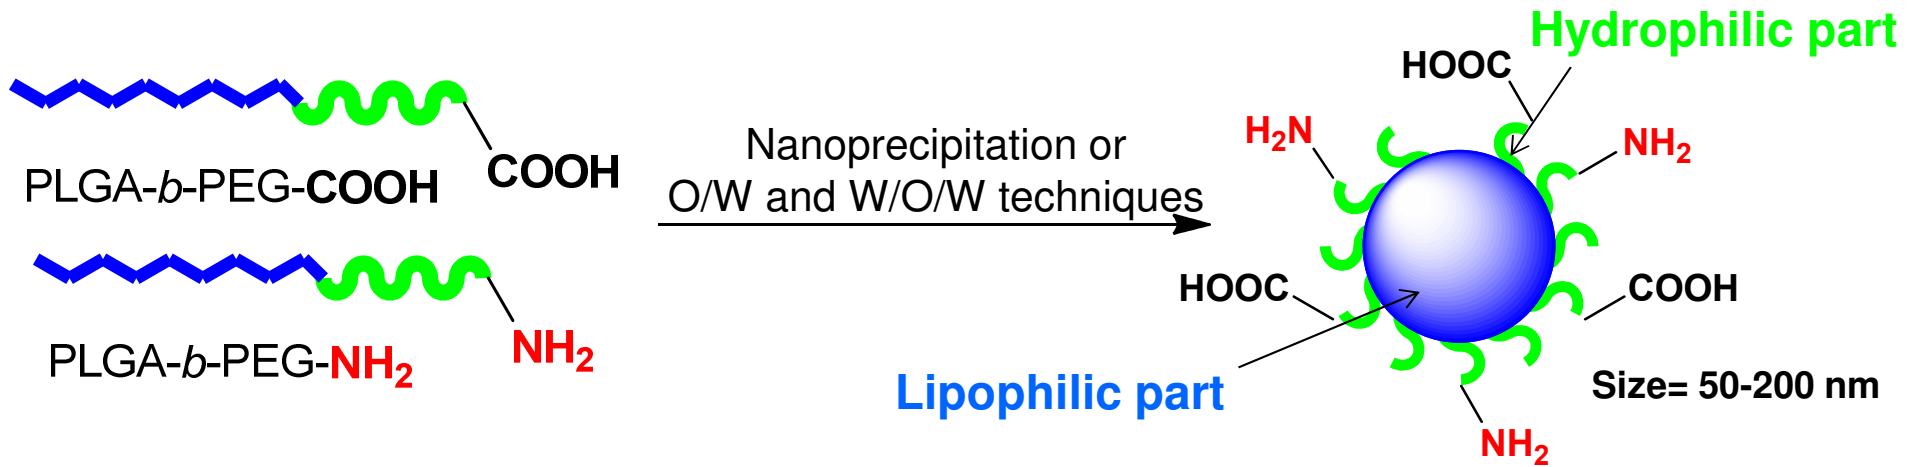 COOH
PLGA-b-PEG-COOH
NH2
PLGA-b-PEG-NH2
Nanoprecipitation or
O/W and W/O/W techniques
Hydrophilic part
HOOC
H2N
NH2
HOOC
COOH
Lipophilic part
Size= 50-200 nm
NH2